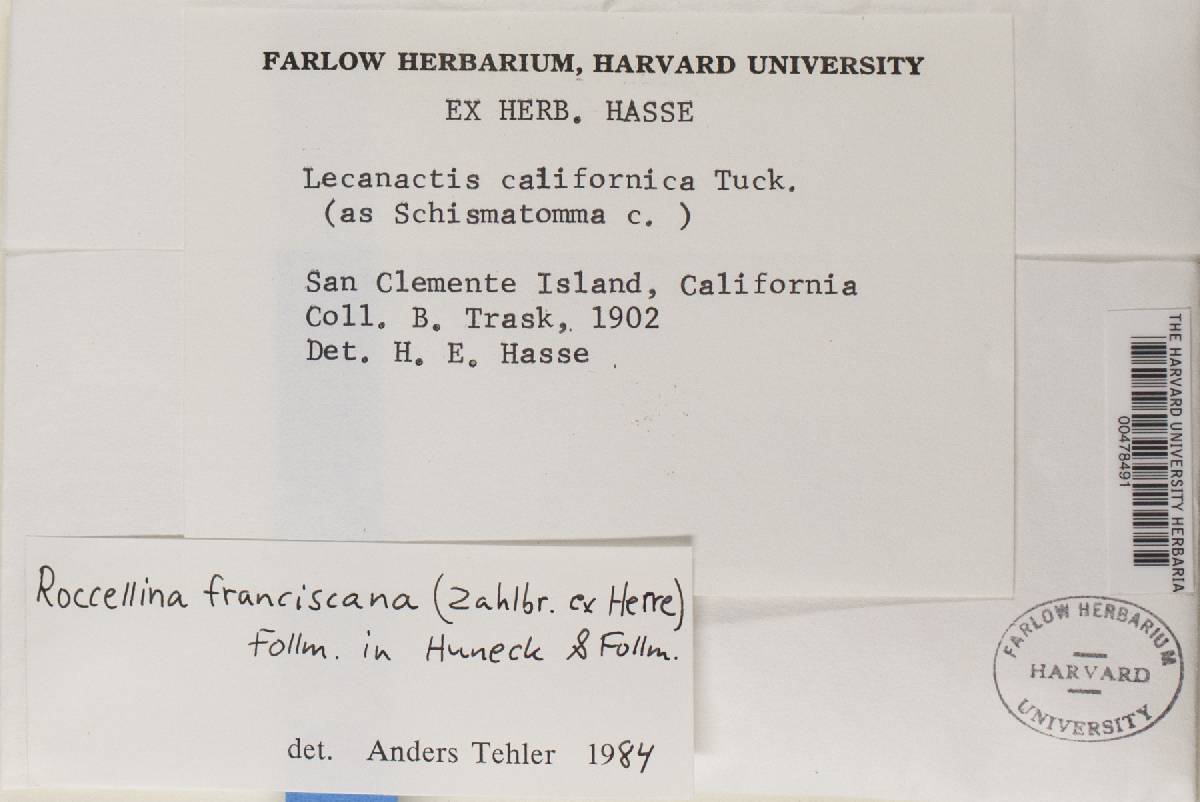 FARLOW HERBARIUM, HARVARD UNIVERSITY
EX HERB. HASSE
Lecanactis californica Tuck.
(as Schismatomma c. )
San Clemente Island, California
Coll. B. Trask, 1902
Det. H. E. Hasse
THE HARVARD UNIVERSITY HERBARIA
00478491
Roccellina franciscana (Zahlbr. ex Herre)
Follm. in Huneck & Follm.
det. Anders Tehler 1984
FARLOW HERBARIUM
HARVARD
UNIVERSITY